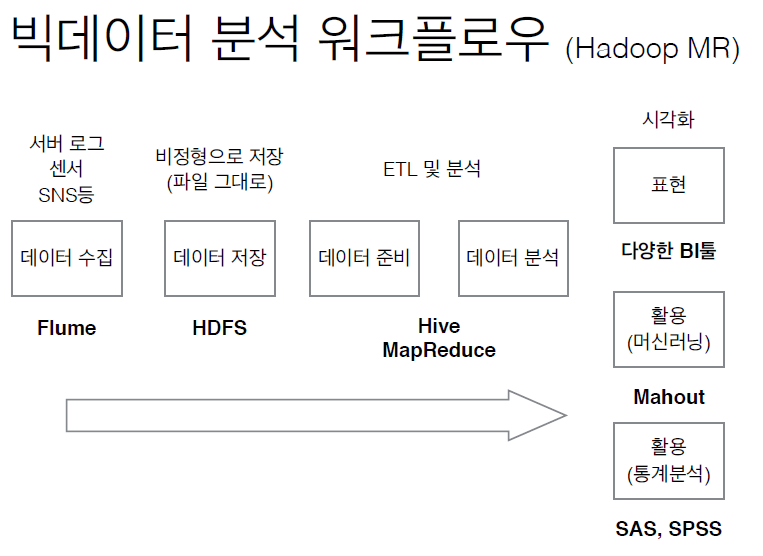 빅데이터 분석 워크플로우 (Hadoop MR)
서버 로그
센서
SNS등
데이터 수집
Flume
비정형으로 저장
(파일 그대로)
데이터 저장
HDFS
ETL 및 분석
데이터 준비
데이터 분석
Hive
MapReduce
시각화
표현
다양한 BI툴
활용
(머신러닝)
Mahout
활용
(통계분석)
SAS, SPSS